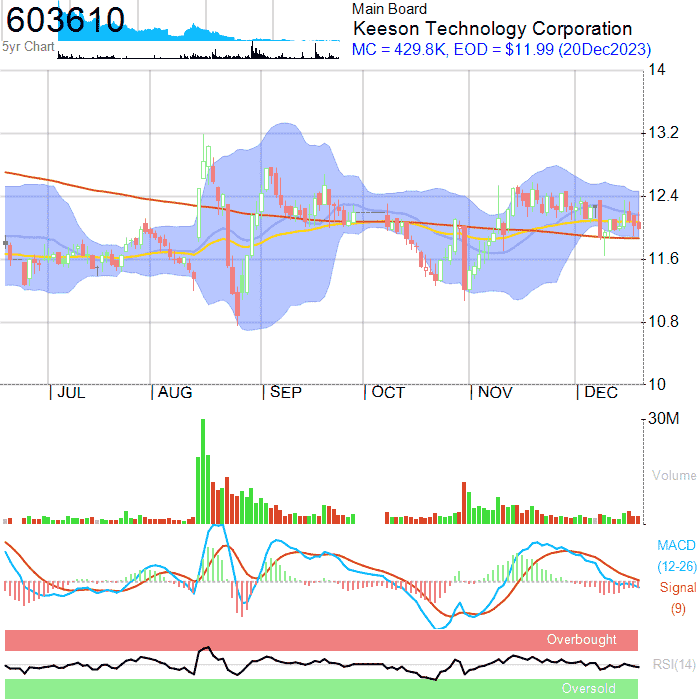 603610
Main Board
Keeson Technology Corporation
MC = 429.8K, EOD = $11.99 (20Dec2023)
5yr Chart
14
13.2
12.4
11.6
10.8
10
JUL AUG SEP OCT NOV DEC
30M
Volume
MACD
(12-26)
Signal
(9)
Overbought
RSI(14)
Oversold